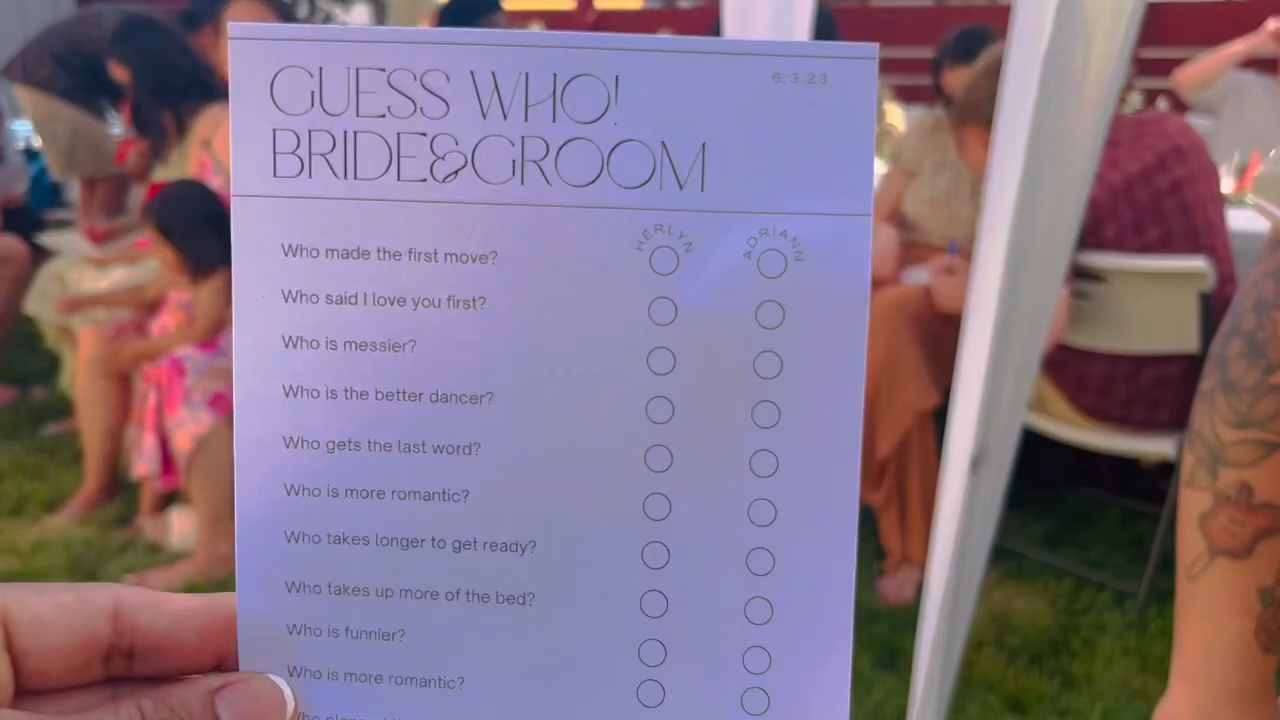 6.3.23
GUESS WHO!
BRIDE&GROOM
HERLYN ADRIANN
Who made the first move?
Who said I love you first?
Who is messier?
Who is the better dancer?
Who gets the last word?
Who is more romantic?
Who takes longer to get ready?
Who takes up more of the bed?
Who is funnier?
Who is more romantic?